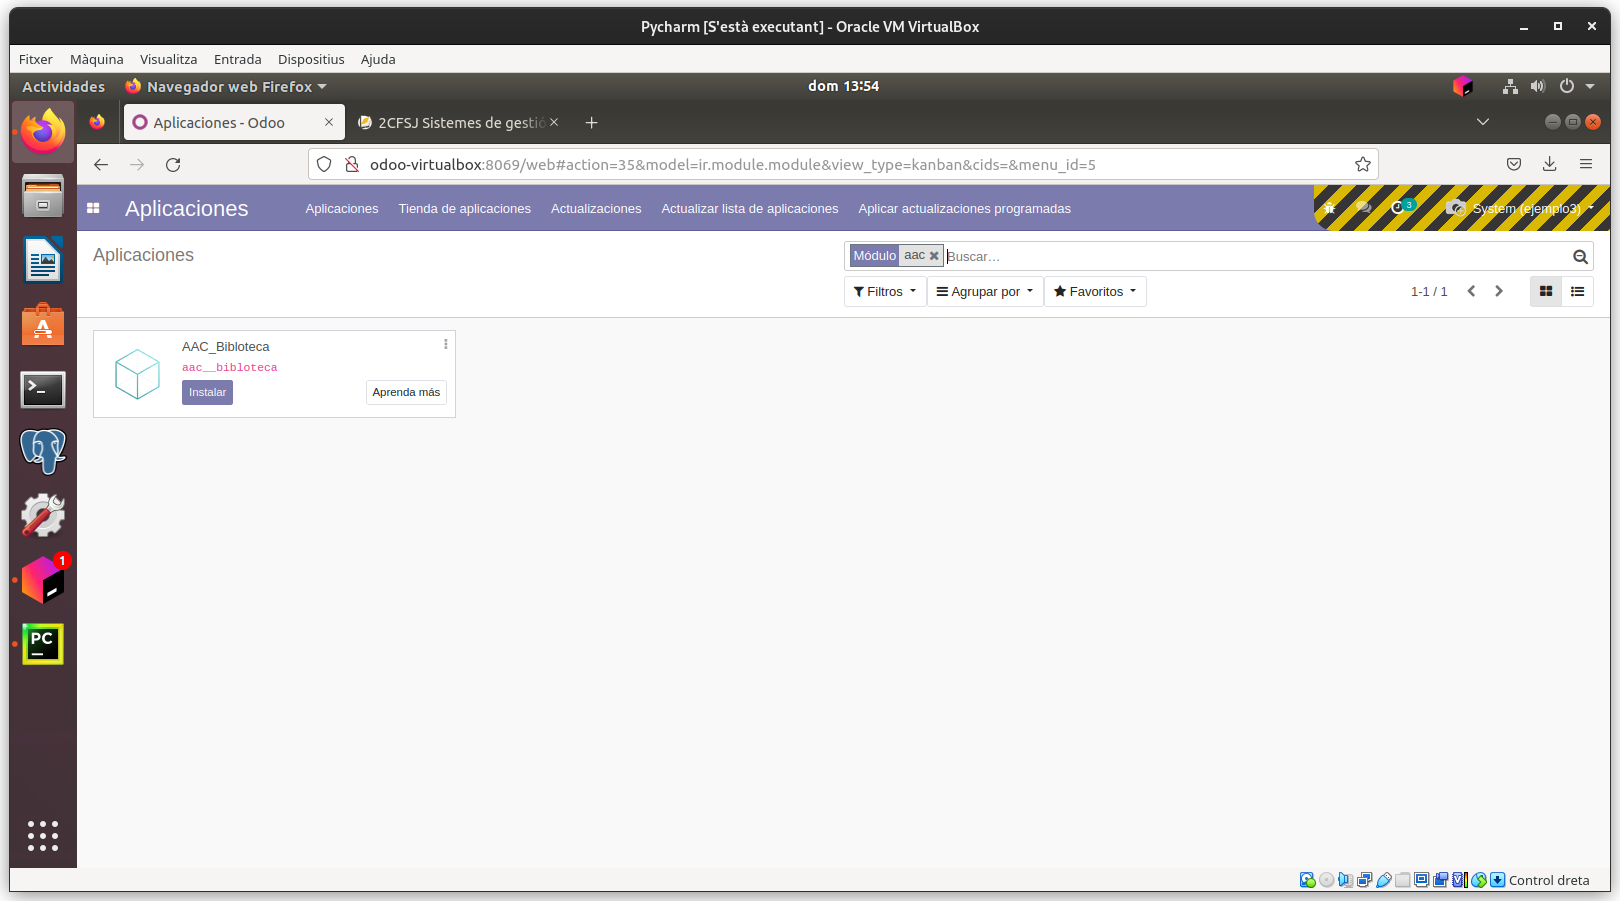 Pycharm [S'està executant] - Oracle VM VirtualBox
Fitxer Màquina Visualitza Entrada Dispositius Ajuda
Actividades Navegador web Firefox dom 13:54
Aplicaciones - Odoo 2CFSJ Sistemes de gestió
odoo-virtualbox:8069/web#action=35&model=ir.module.module&view_type=kanban&cids=&menu_id=5
Aplicaciones Aplicaciones Tienda de aplicaciones Actualizaciones Actualizar lista de aplicaciones Aplicar actualizaciones programadas 3 System (ejemplo3)
Aplicaciones Módulo aac Buscar...
Filtros Agrupar por Favoritos 1-1 / 1
AAC_Bibloteca
aac__bibloteca
Instalar Aprenda más
1
PC
Control dreta